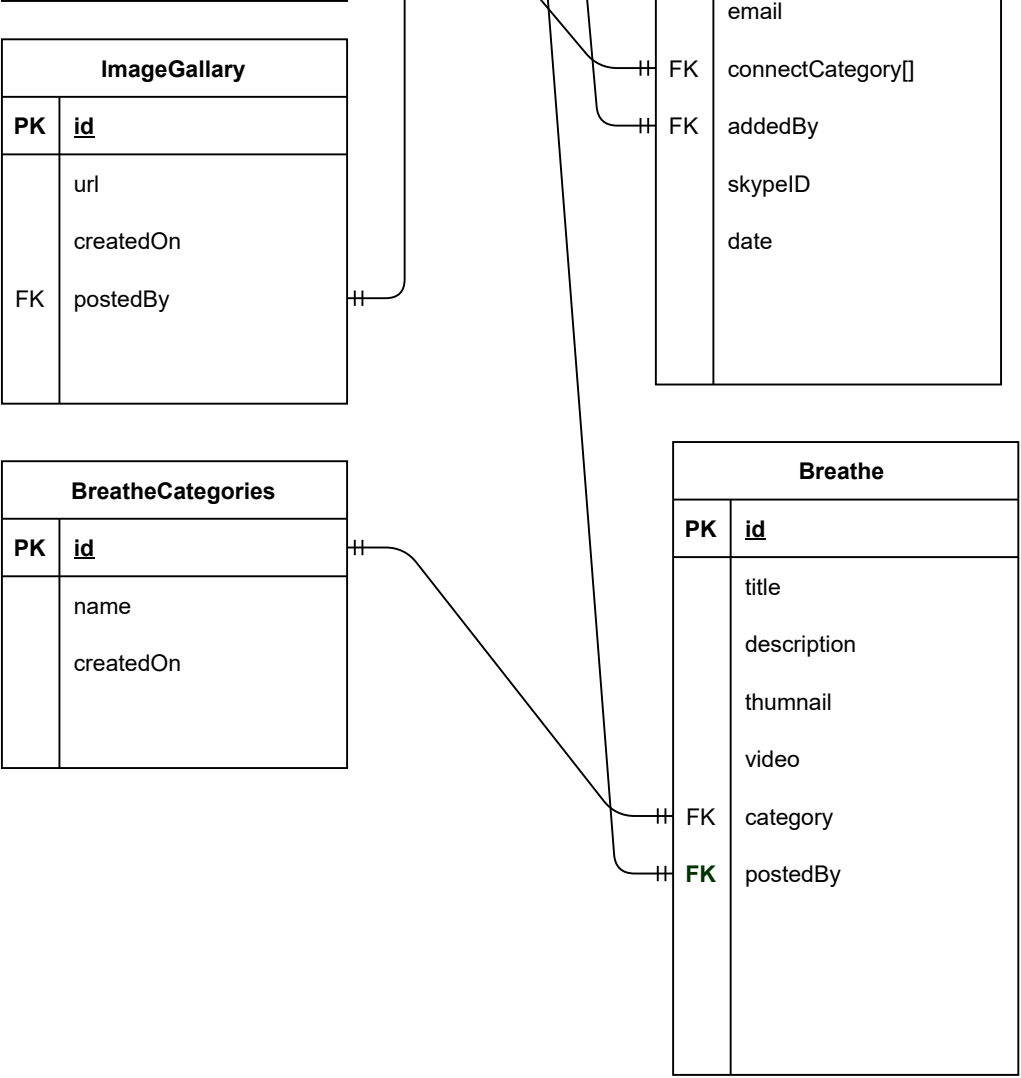 ImageGallary
PK id
url
createdOn
FK postedBy
email
FK connectCategory[]
FK addedBy
skypeID
date
BreatheCategories
PK id
name
createdOn
Breathe
PK id
title
description
thumnail
video
FK category
FK postedBy